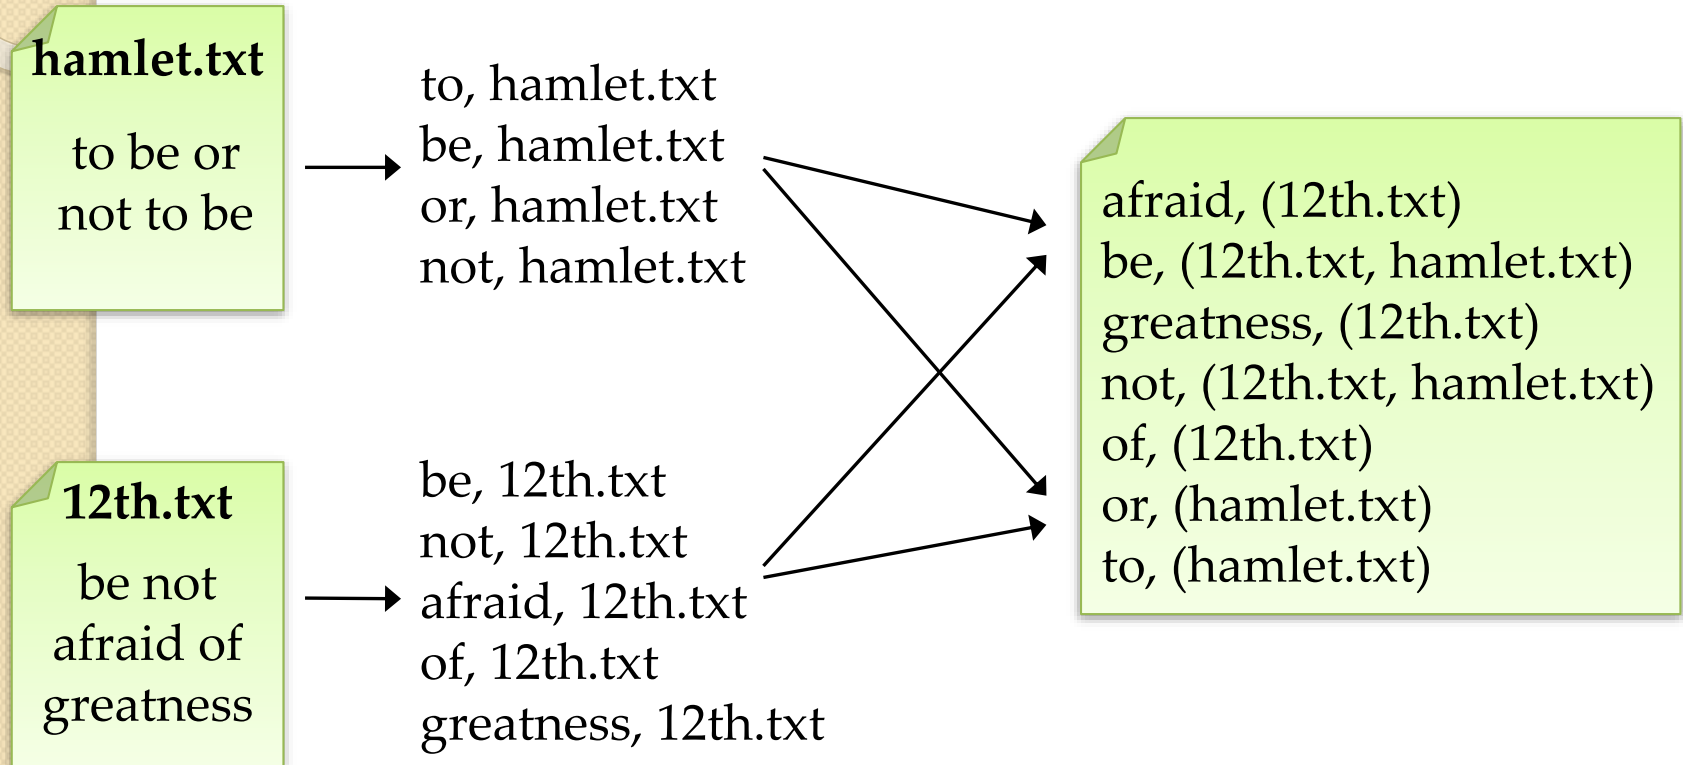 hamlet.txt
to be or
not to be
to, hamlet.txt
be, hamlet.txt
or, hamlet.txt
not, hamlet.txt
12th.txt
be not
afraid of
greatness
be, 12th.txt
not, 12th.txt
afraid, 12th.txt
of, 12th.txt
greatness, 12th.txt
afraid, (12th.txt)
be, (12th.txt, hamlet.txt)
greatness, (12th.txt)
not, (12th.txt, hamlet.txt)
of, (12th.txt)
or, (hamlet.txt)
to, (hamlet.txt)